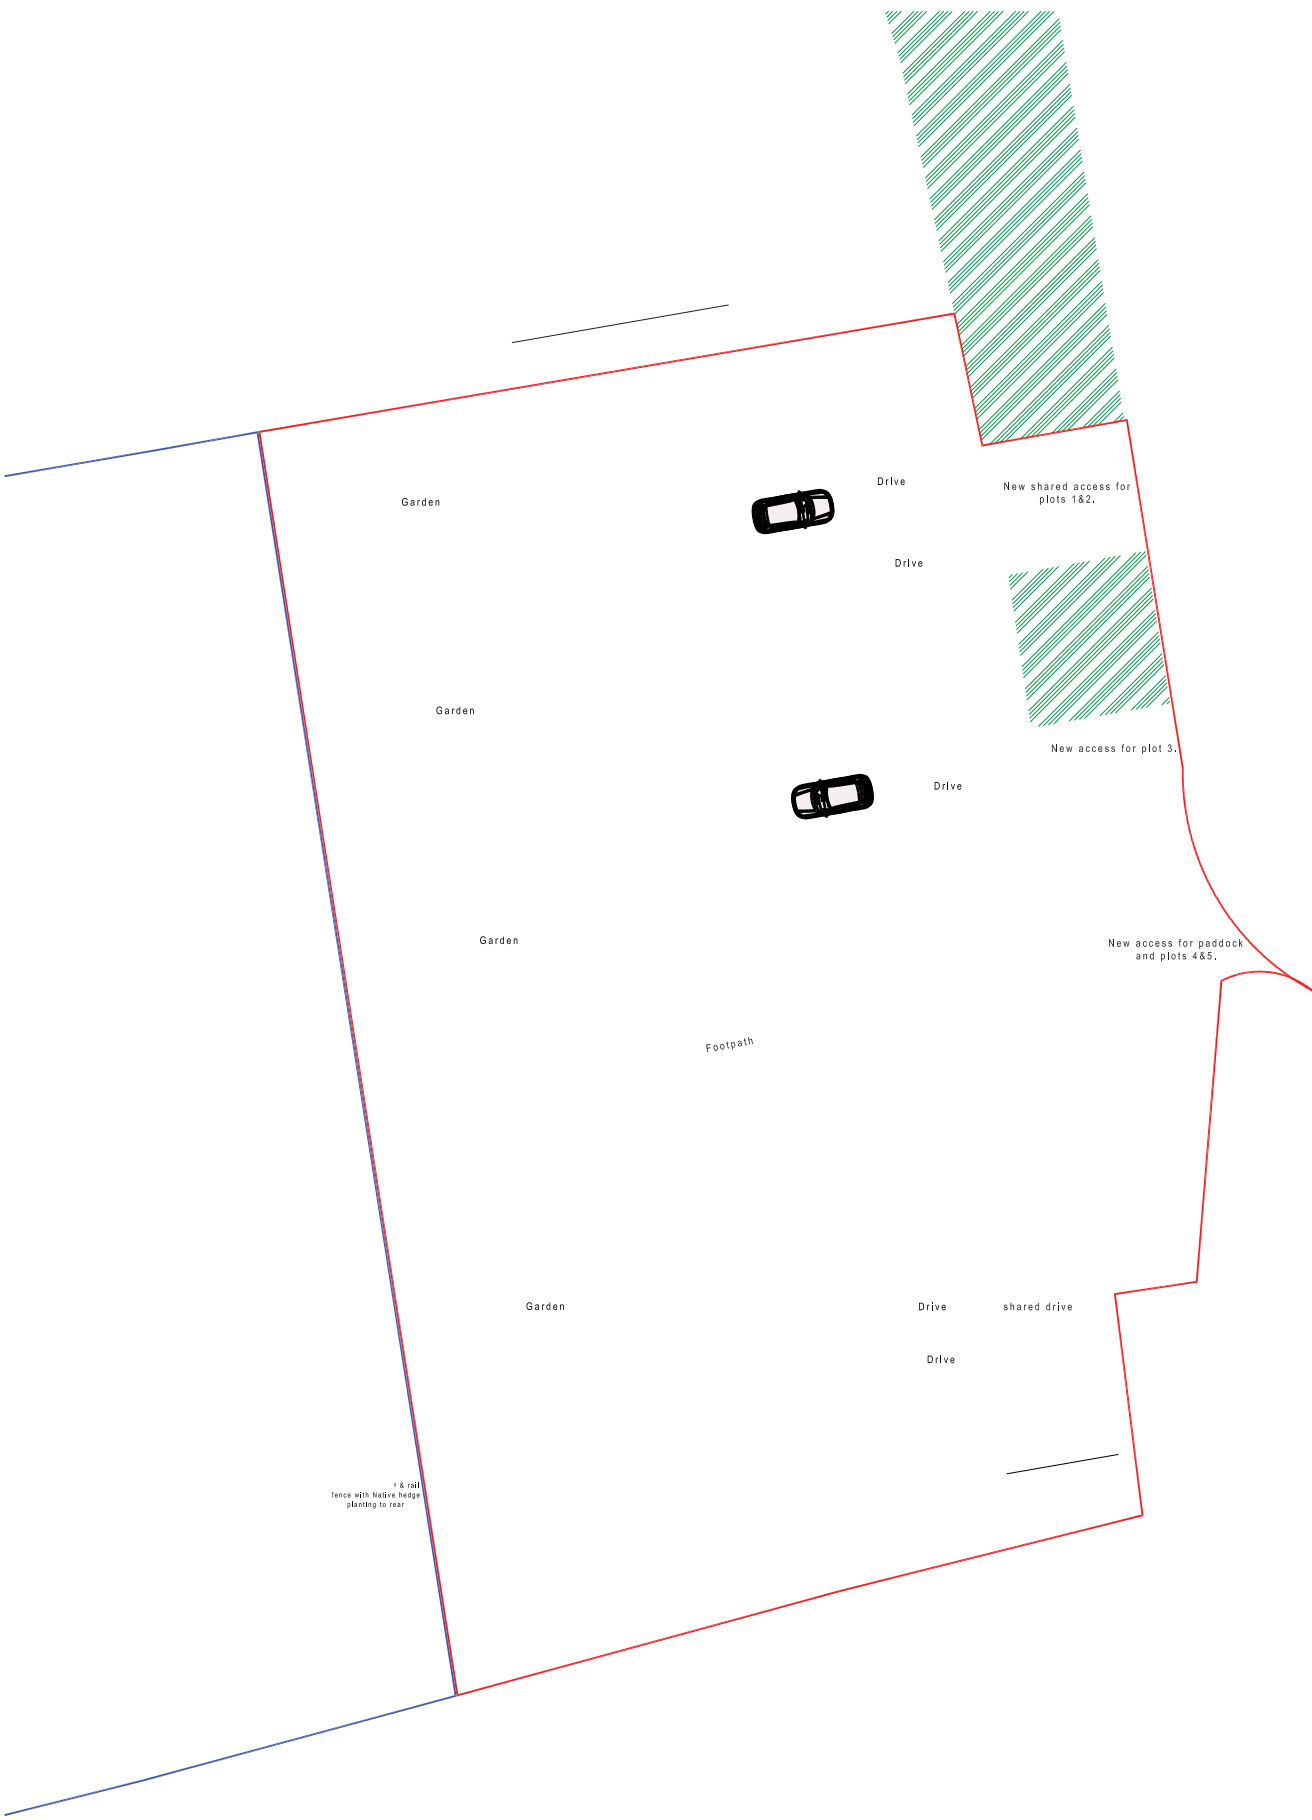 Drive
New shared access for
plots 1&2.
Garden
Drive
Garden
New access for plot 3.
Drive
Garden
New access for paddock
and plots 4&5.
Footpath
Garden
Drive
shared drive
Drive
& rail
fence with Native hedge
planting to rear